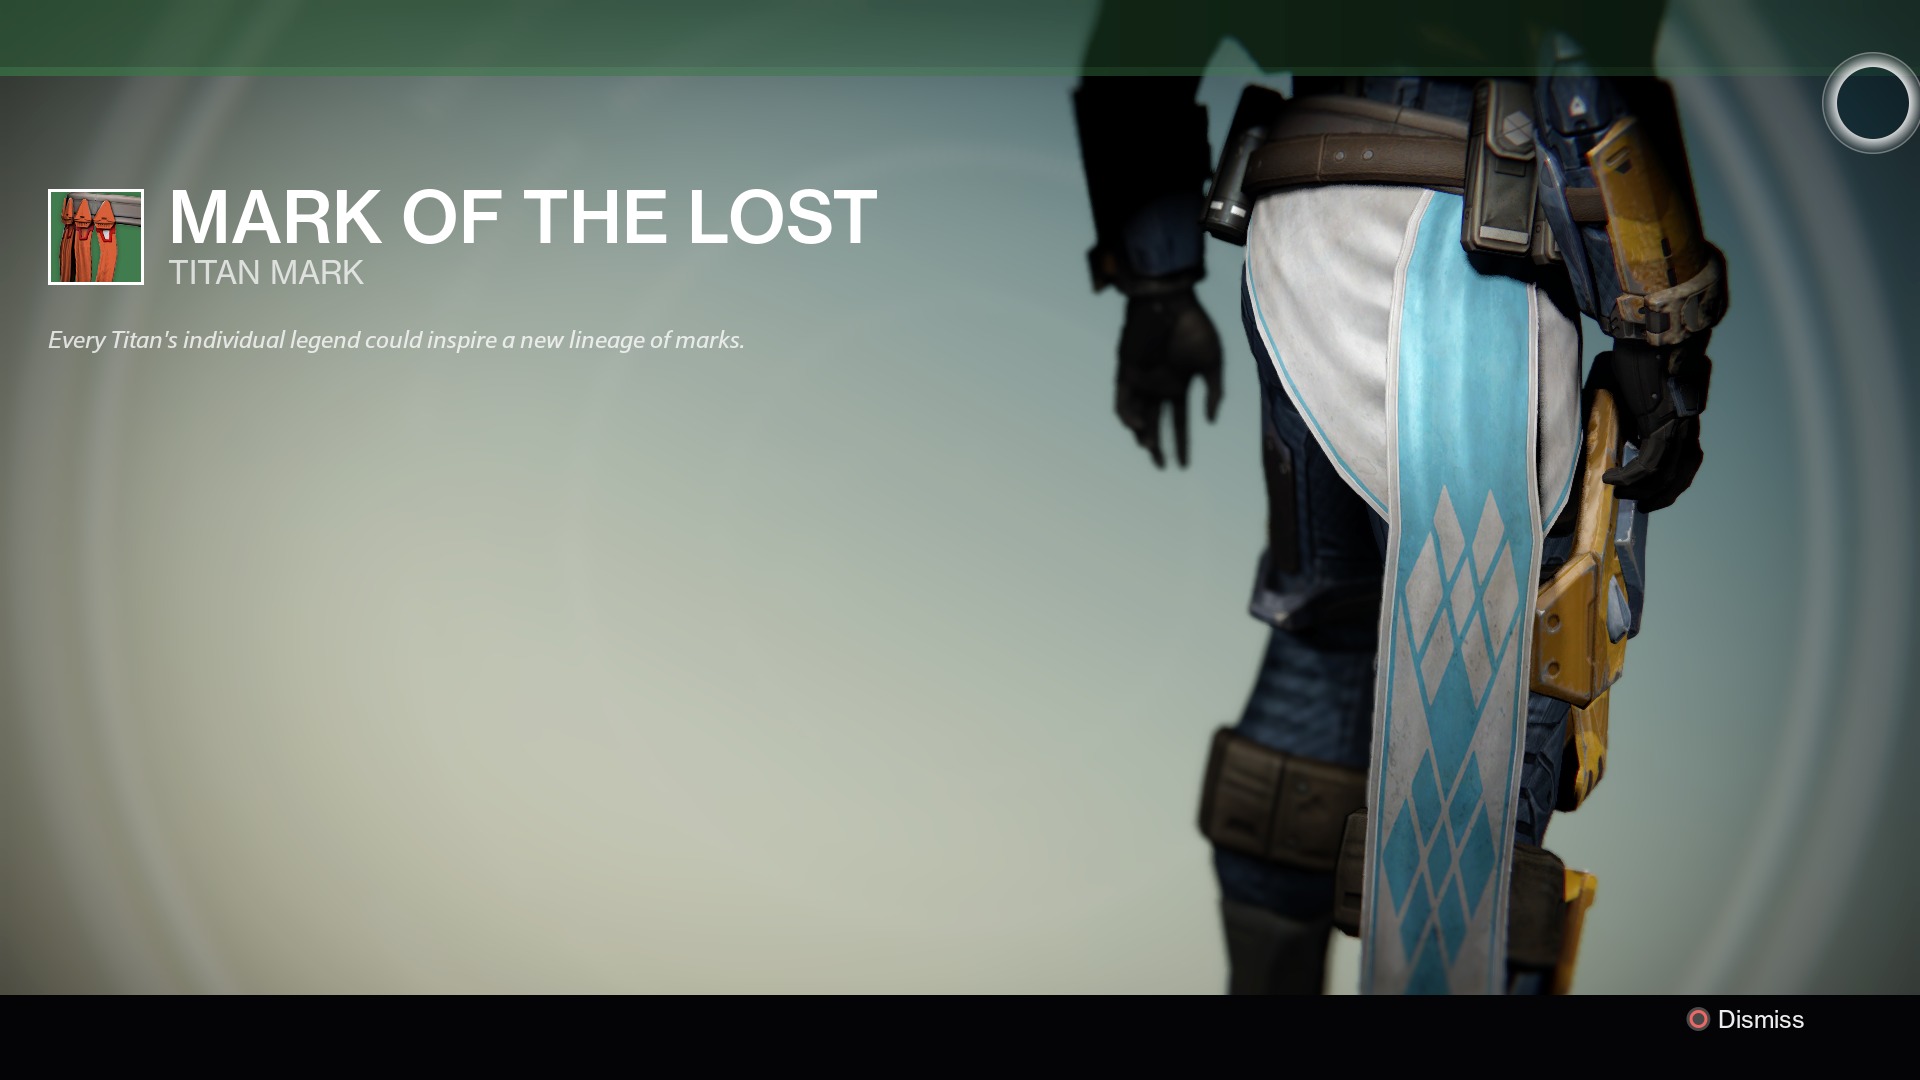 MARK OF THE LOST
TITAN MARK
Every Titan's individual legend could inspire a new lineage of marks.
Dismiss